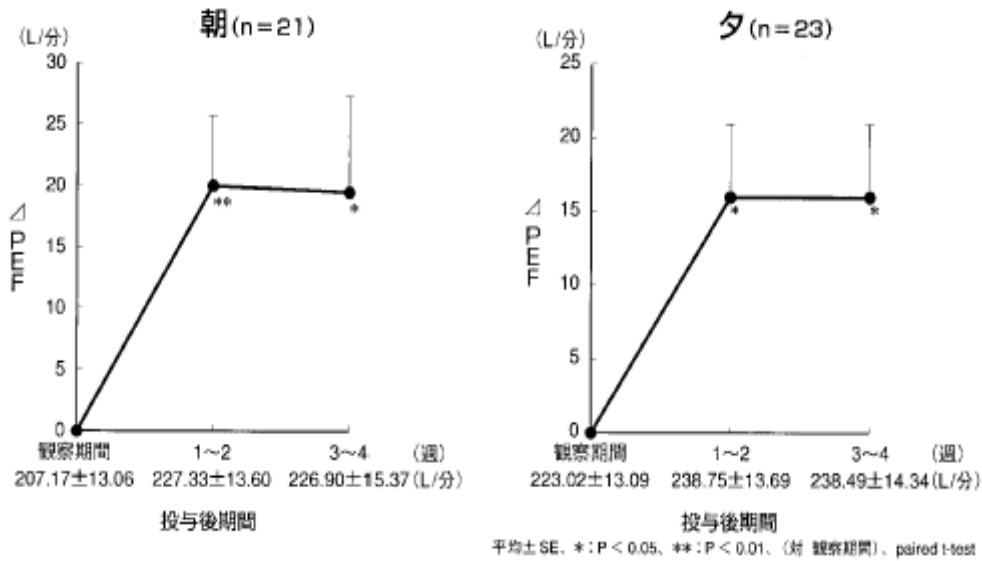 朝(n=21)
(L/分)
30
25
20
15
10
5
0
⊿PEF
**
*
観察期間 1~2 3~4 (週)
207.17±13.06 227.33±13.60 226.90±15.37(L/分)
投与後期間
夕(n=23)
(L/分)
25
20
15
10
5
0
⊿PEF
*
*
観察期間 1~2 3~4 (週)
223.02±13.09 238.75±13.69 238.49±14.34(L/分)
投与後期間
平均±SE、*:P<0.05、**:P<0.01、(対 観察期間)、paired t-test